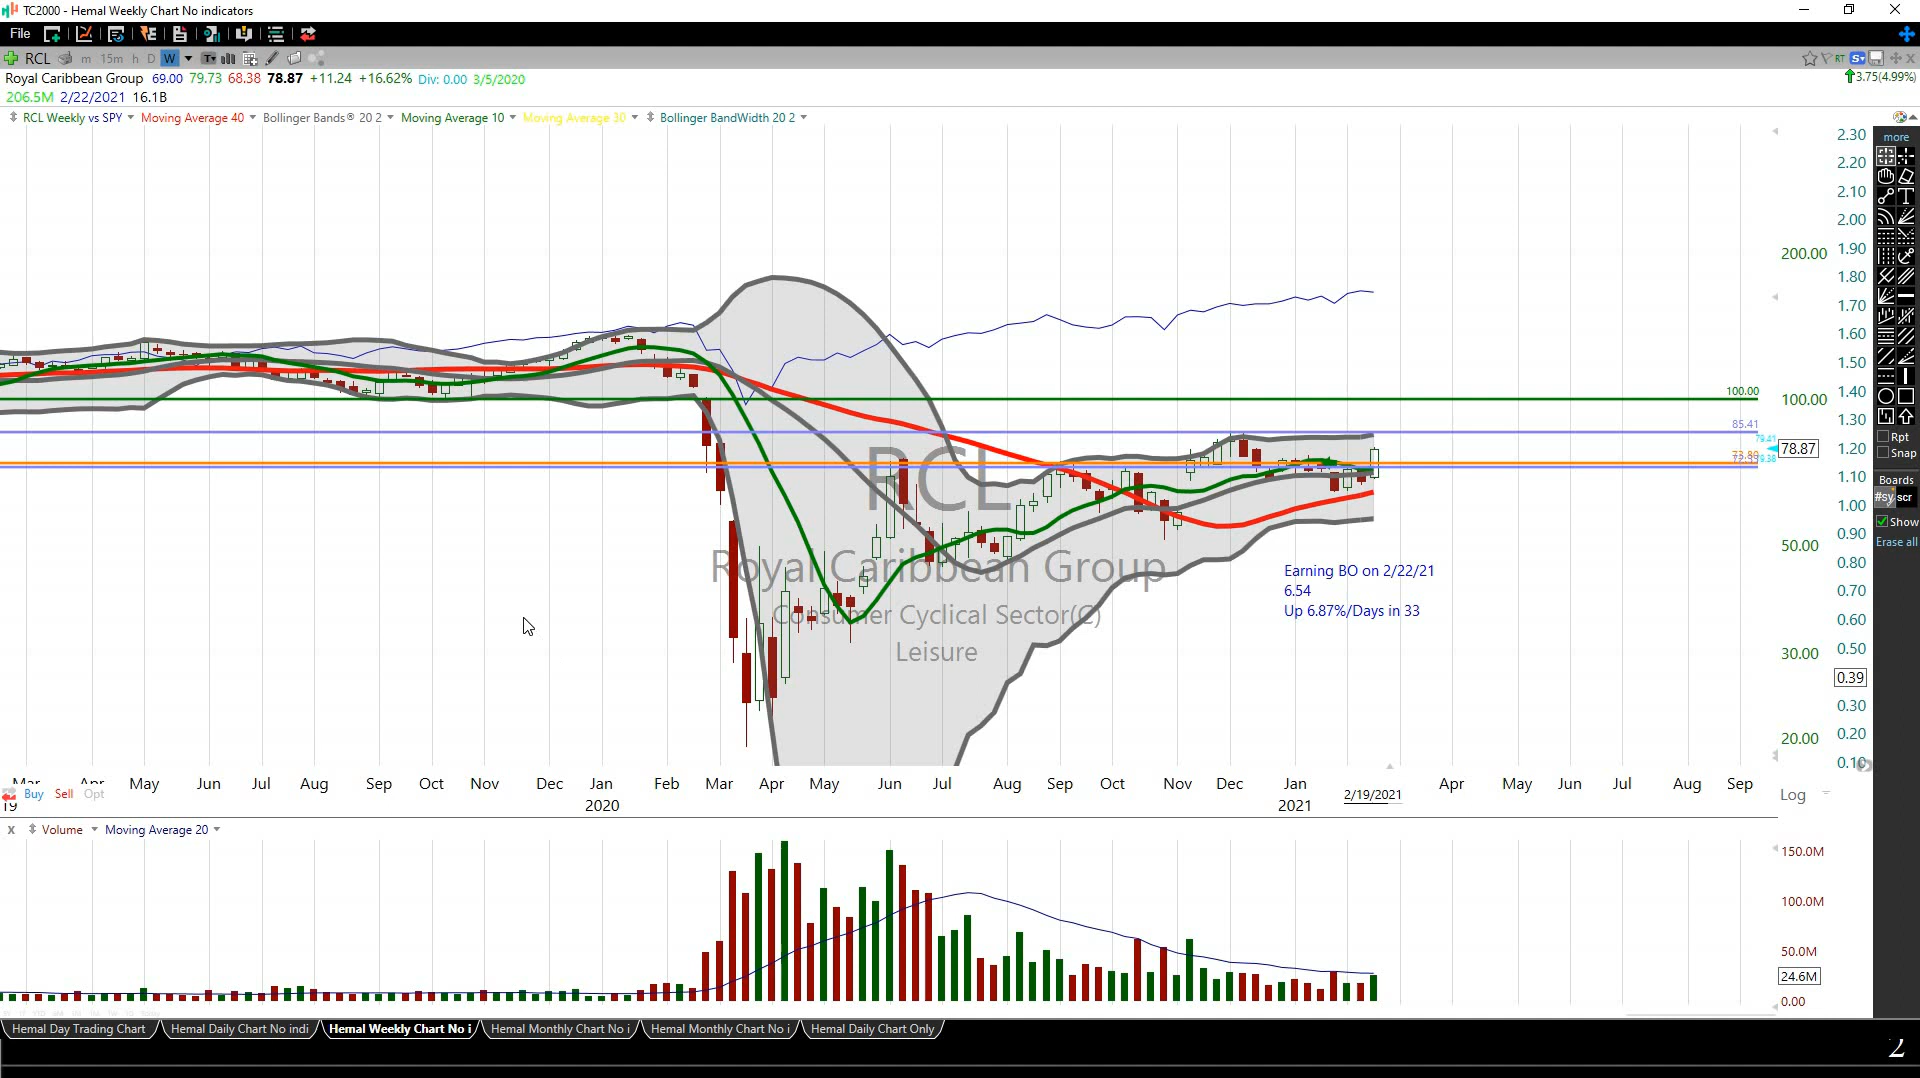 TC2000 - Hemal Weekly Chart No indicators
File
RCL m 15m h D W
Royal Caribbean Group 69.00 79.73 68.38 78.87 +11.24 +16.62% Div: 0.00 3/5/2020
3.75(4.99%)
206.5M 2/22/2021 16.1B
RCL Weekly vs SPY Moving Average 40 Bollinger Bands® 20 2 Moving Average 10 Moving Average 30 Bollinger BandWidth 20 2
more
2.30
2.20
2.10
2.00
1.90
1.80
1.70
1.60
1.50
1.40
1.30
1.20
1.10
1.00
0.90
0.80
0.70
0.60
0.50
0.39
0.30
0.20
0.10
200.00
100.00
50.00
30.00
20.00
100.00
85.41
79.41
78.87
Rpt
Snap
Boards
#sy scr
Show
Erase all
RCL
Royal Caribbean Group
Consumer Cyclical Sector(C)
Leisure
Earning BO on 2/22/21
6.54
Up 6.87%/Days in 33
Mar Apr May Jun Jul Aug Sep Oct Nov Dec Jan Feb Mar Apr May Jun Jul Aug Sep Oct Nov Dec Jan 2/19/2021 Apr May Jun Jul Aug Sep
19 2020 2021
Buy Sell Opt
Log
x Volume Moving Average 20
150.0M
100.0M
50.0M
24.6M
0.00
Hemal Day Trading Chart Hemal Daily Chart No indi Hemal Weekly Chart No i Hemal Monthly Chart No i Hemal Monthly Chart No i Hemal Daily Chart Only
2